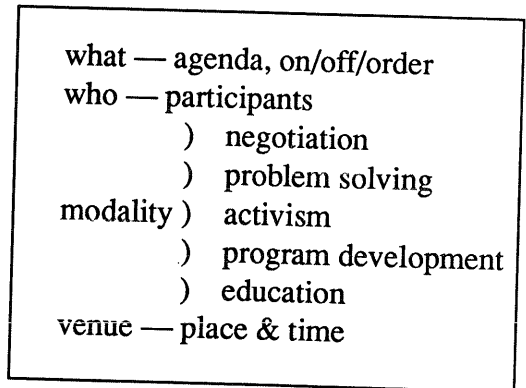 what — agenda, on/off/order
who — participants
) negotiation
) problem solving
modality ) activism
) program development
) education
venue — place & time